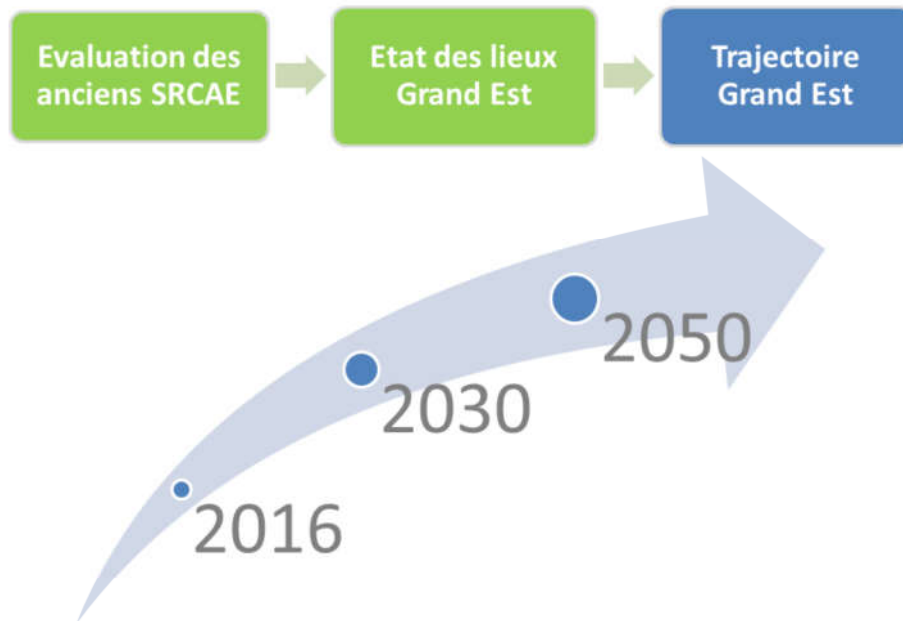 Evaluation des
anciens SRCAE
Etat des lieux
Grand Est
Trajectoire
Grand Est
2050
2030
2016